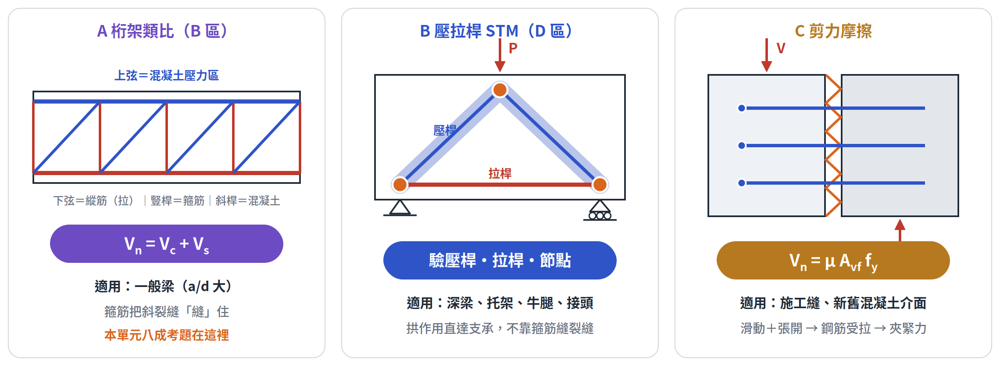 A 桁架類比（B 區）
上弦＝混凝土壓力區
下弦＝縱筋（拉）｜豎桿＝箍筋｜斜桿＝混凝土
Vn = Vc + Vs
適用：一般梁（a/d 大）
箍筋把斜裂縫「縫」住
本單元八成考題在這裡
B 壓拉桿 STM（D 區）
P
壓桿
拉桿
驗壓桿・拉桿・節點
適用：深梁、托架、牛腿、接頭
拱作用直達支承，不靠箍筋縫裂縫
C 剪力摩擦
V
Vn = μ Avf fy
適用：施工縫、新舊混凝土介面
滑動＋張開 → 鋼筋受拉 → 夾緊力